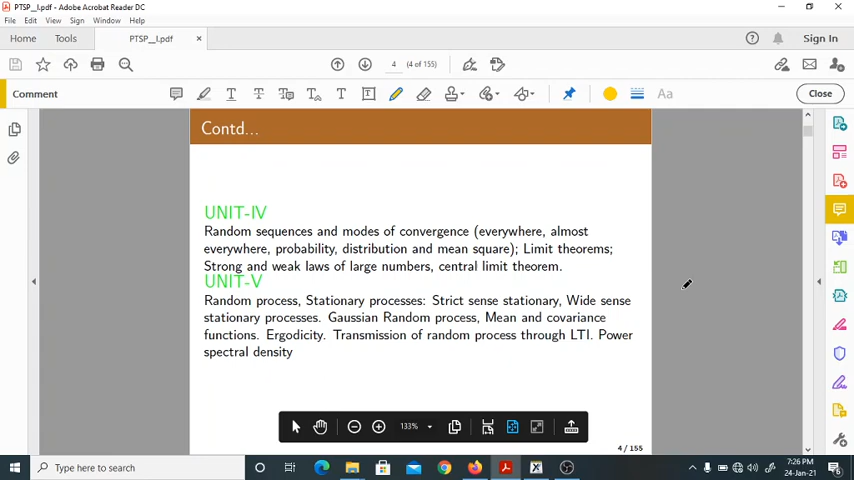 PTSP__I.pdf - Adobe Acrobat Reader DC
File Edit View Sign Window Help
Home Tools PTSP__I.pdf × Sign In
4 (4 of 155)
Comment Close
Contd...
UNIT-IV
Random sequences and modes of convergence (everywhere, almost
everywhere, probability, distribution and mean square); Limit theorems;
Strong and weak laws of large numbers, central limit theorem.
UNIT-V
Random process, Stationary processes: Strict sense stationary, Wide sense
stationary processes. Gaussian Random process, Mean and covariance
functions. Ergodicity. Transmission of random process through LTI. Power
spectral density
133%
4 / 155
Type here to search
7:26 PM
24-Jan-21